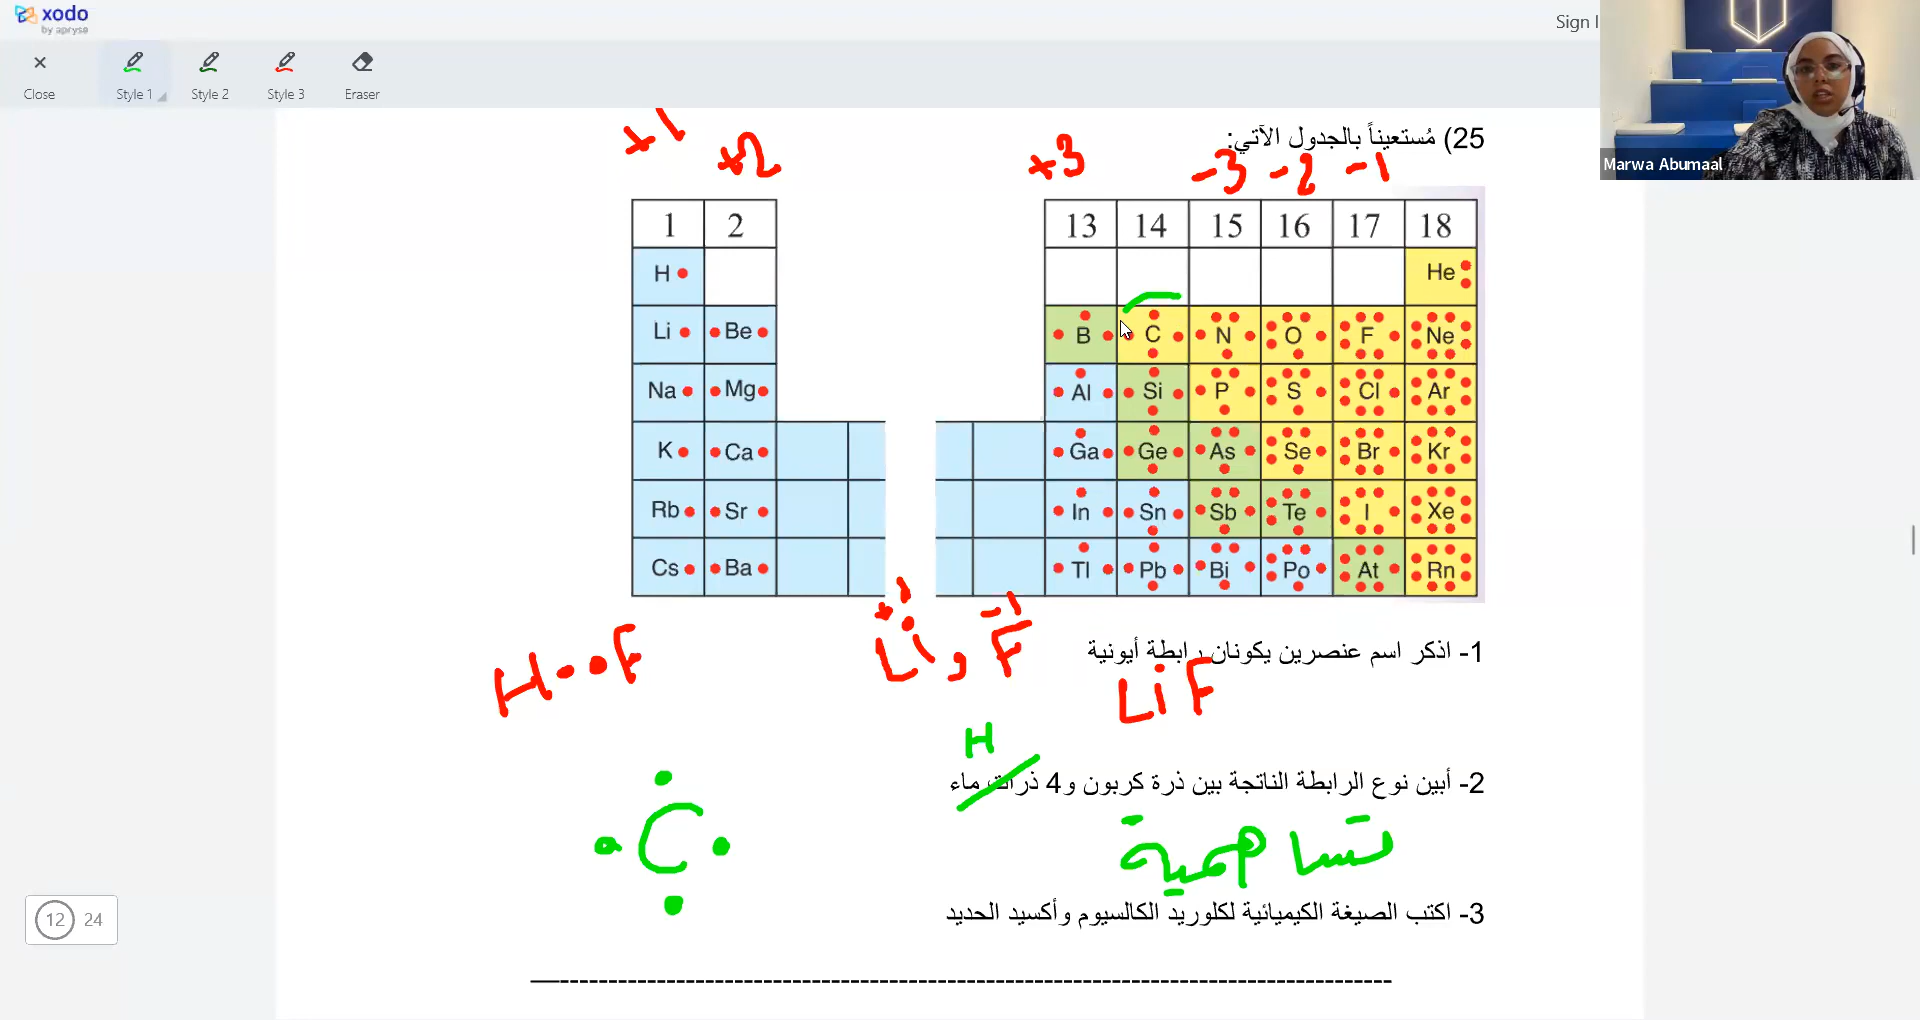 xodo
by apryse
Sign I
Close
Style 1
Style 2
Style 3
Eraser
Marwa Abumaal
25) مُستعيناً بالجدول الآتي:
+1 +2 +3 -3 -2 -1
1 2 13 14 15 16 17 18
H He
Li Be B C N O F Ne
Na Mg Al Si P S Cl Ar
K Ca Ga Ge As Se Br Kr
Rb Sr In Sn Sb Te I Xe
Cs Ba Tl Pb Bi Po At Rn
+1 -1
H F
Li , F
1- اذكر اسم عنصرين يكونان رابطة أيونية
LiF
H
2- أبين نوع الرابطة الناتجة بين ذرة كربون و4 ذرات ماء
تساهمية
C
3- اكتب الصيغة الكيميائية لكلوريد الكالسيوم وأكسيد الحديد
12 24